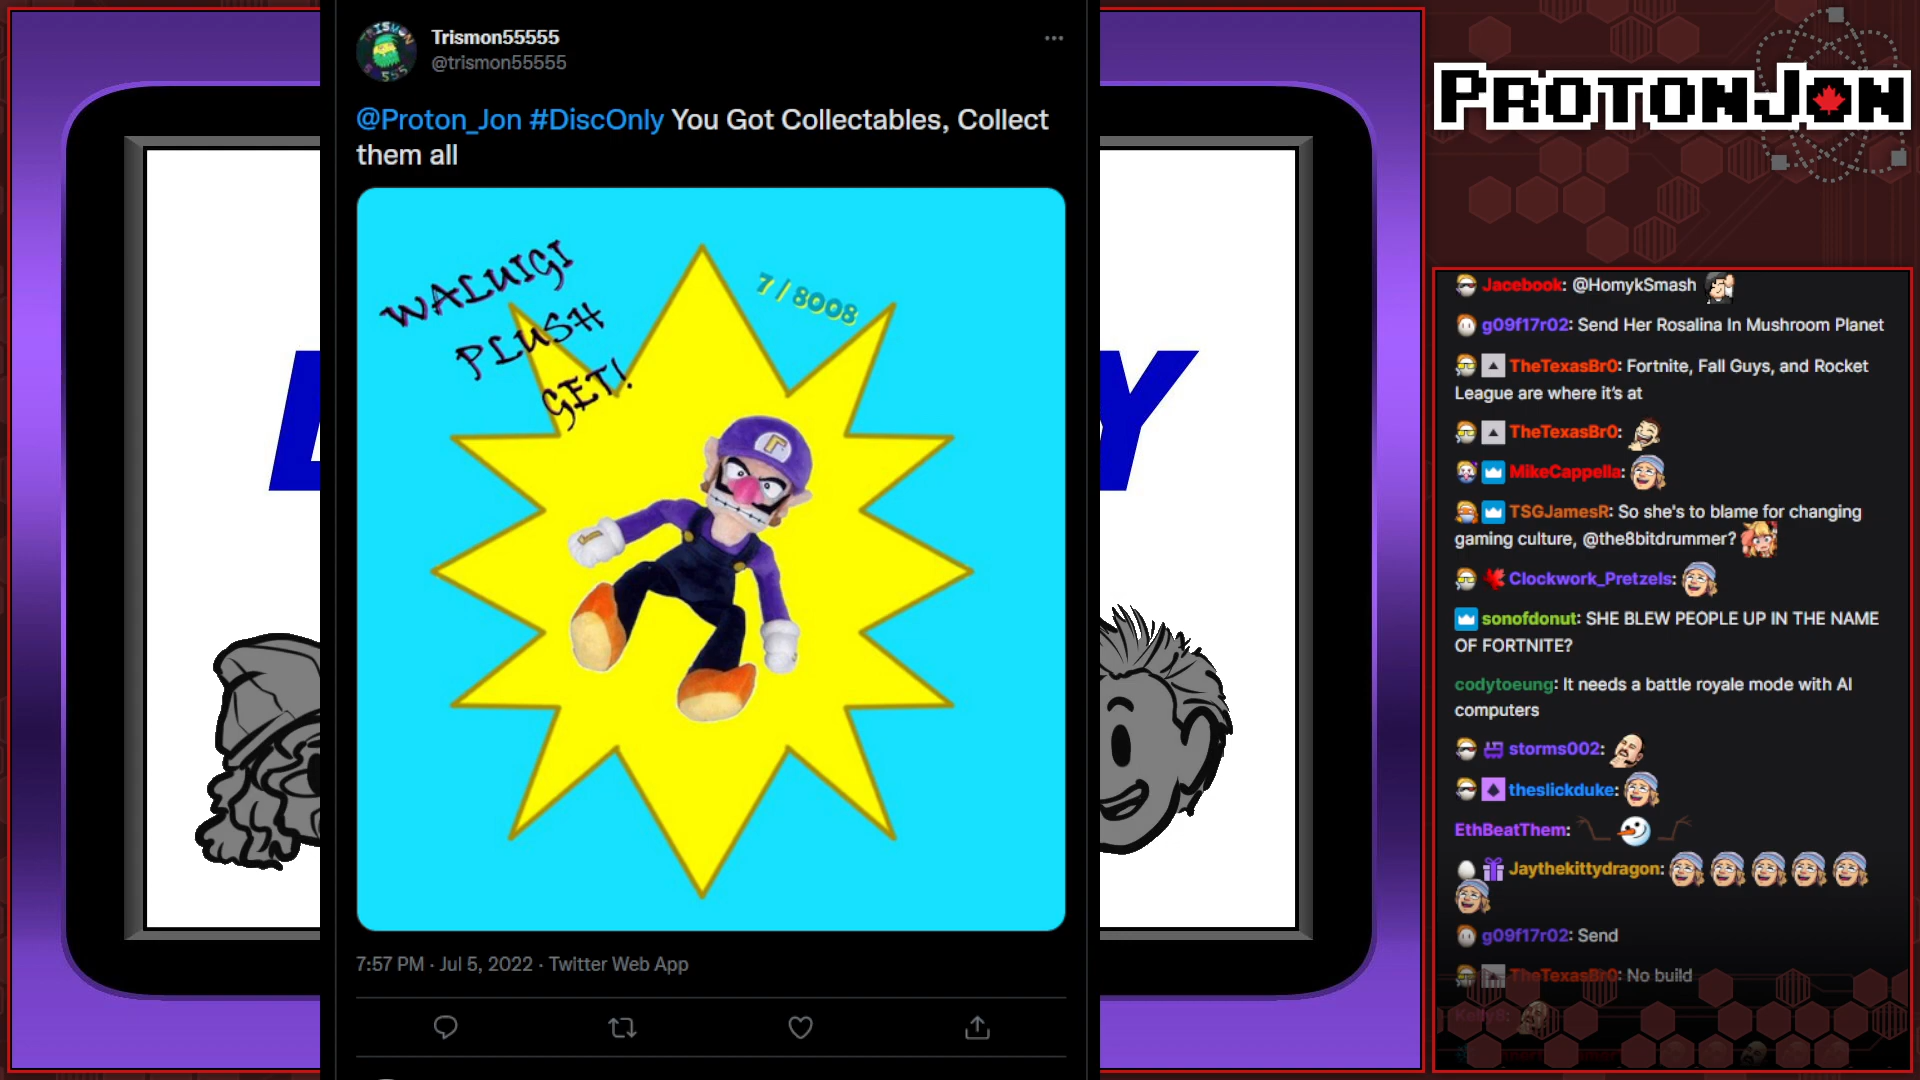 Trismon55555
@trismon55555
@Proton_Jon #DiscOnly You Got Collectables, Collect
them all
WALUIGI
PLUSH
GET!
7/8008
7:57 PM · Jul 5, 2022 · Twitter Web App
PROTONJON
Jacebook: @HomykSmash
g09f17r02: Send Her Rosalina In Mushroom Planet
TheTexasBr0: Fortnite, Fall Guys, and Rocket
League are where it's at
TheTexasBr0:
MikeCappella:
TSGJamesR: So she's to blame for changing
gaming culture, @the8bitdrummer?
Clockwork_Pretzels:
sonofdonut: SHE BLEW PEOPLE UP IN THE NAME
OF FORTNITE?
codytoeung: It needs a battle royale mode with AI
computers
storms002:
theslickduke:
EthBeatThem:
Jaythekittydragon:
g09f17r02: Send
TheTexasBr0: No build
Kelly8: